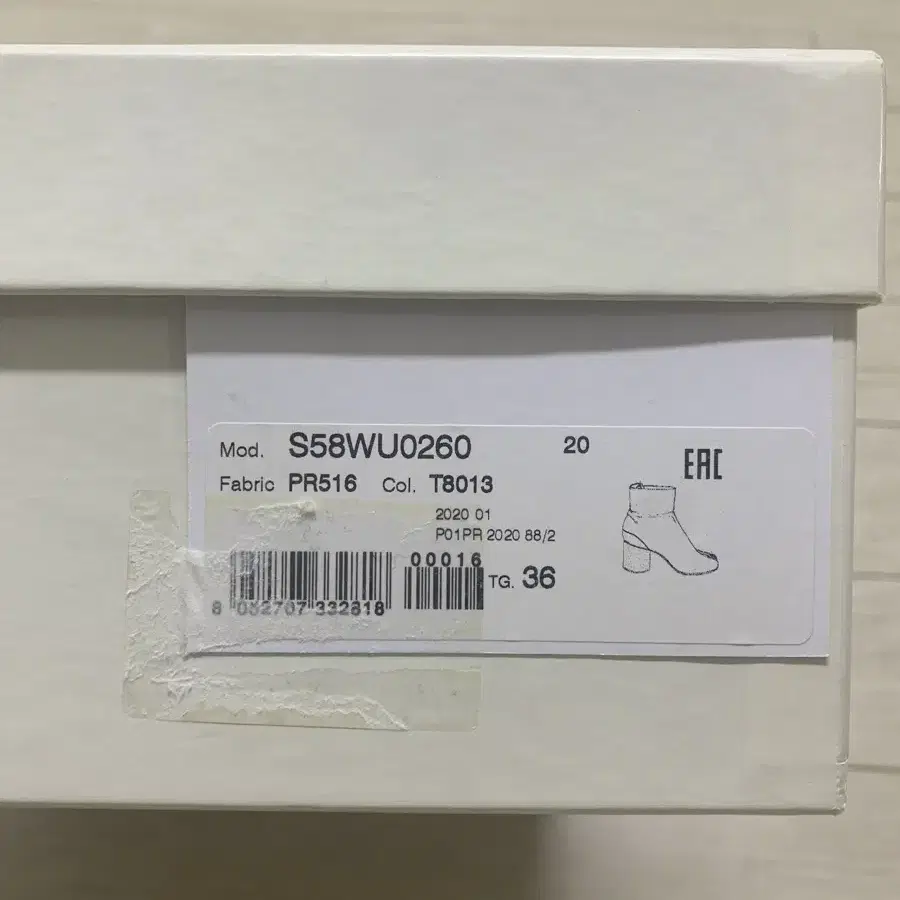 Mod. S58WU0260 20
EAC
Fabric PR516 Col. T8013
2020 01
P01PR 2020 88/2
00016
TG. 36
8 052707 332818